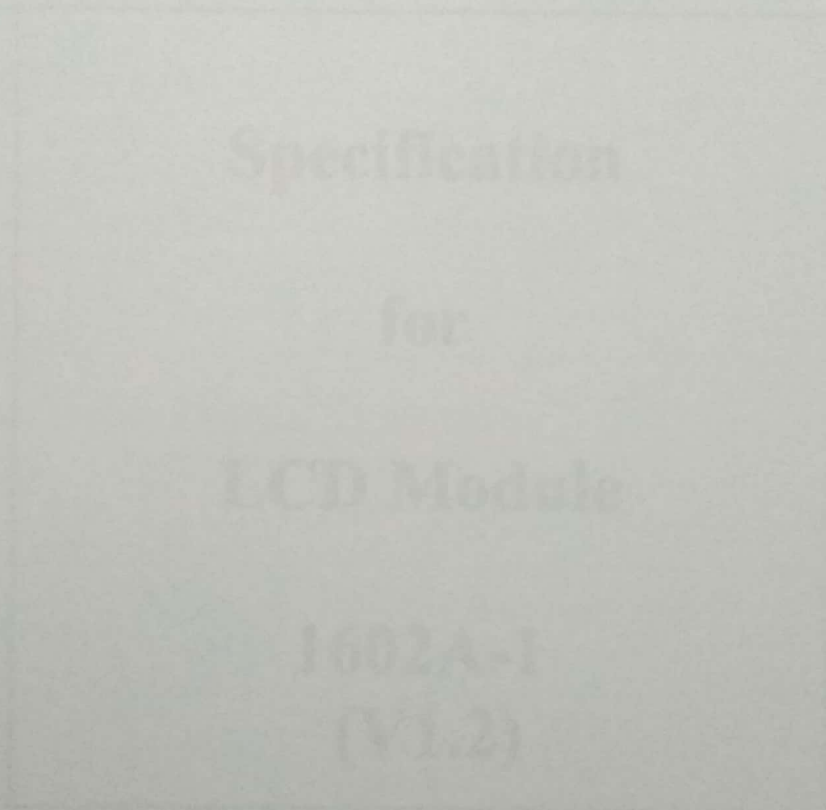 Specification
for
LCD Module
1602A-1
(V1.2)